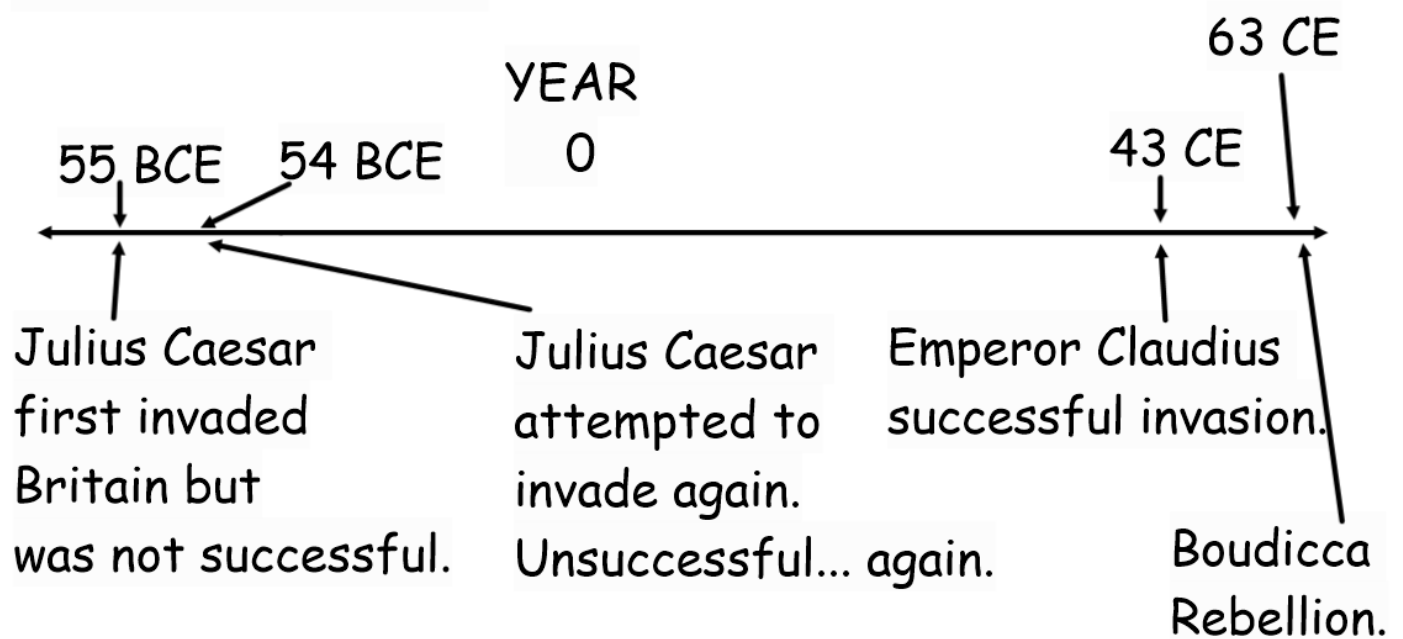 63 CE
YEAR
0
55 BCE
54 BCE
43 CE
Julius Caesar
first invaded
Britain but
was not successful.
Julius Caesar
attempted to
invade again.
Unsuccessful... again.
Emperor Claudius
successful invasion.
Boudicca
Rebellion.